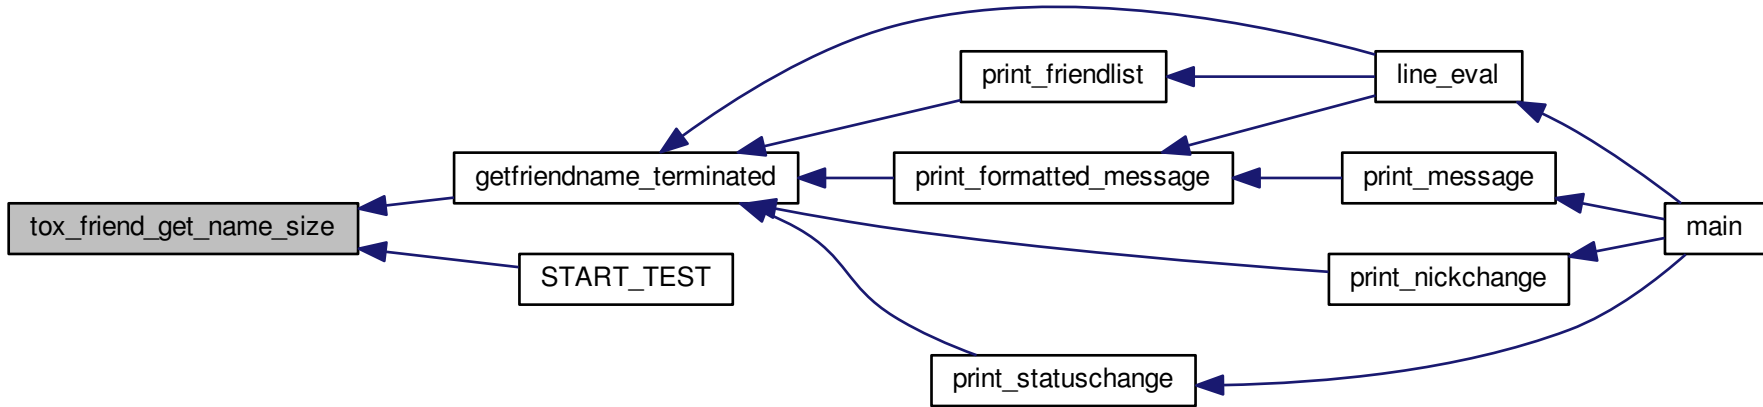 print_friendlist
line_eval
getfriendname_terminated
print_formatted_message
print_message
tox_friend_get_name_size
main
START_TEST
print_nickchange
print_statuschange